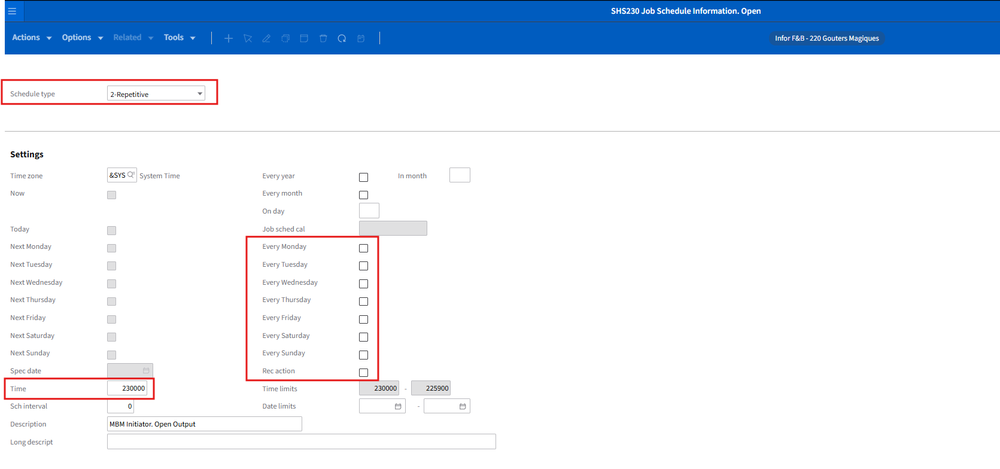 SHS230 Job Schedule Information. Open
Actions Options Related Tools Infor F&B - 220 Gouters Magiques
Schedule type 2-Repetitive
Settings
Time zone &SYS System Time Every year In month
Now Every month
On day
Today Job sched cal
Next Monday Every Monday
Next Tuesday Every Tuesday
Next Wednesday Every Wednesday
Next Thursday Every Thursday
Next Friday Every Friday
Next Saturday Every Saturday
Next Sunday Every Sunday
Spec date Rec action
Time 230000 Time limits 230000 - 225900
Sch interval 0 Date limits -
Description MBM Initiator. Open Output
Long descript